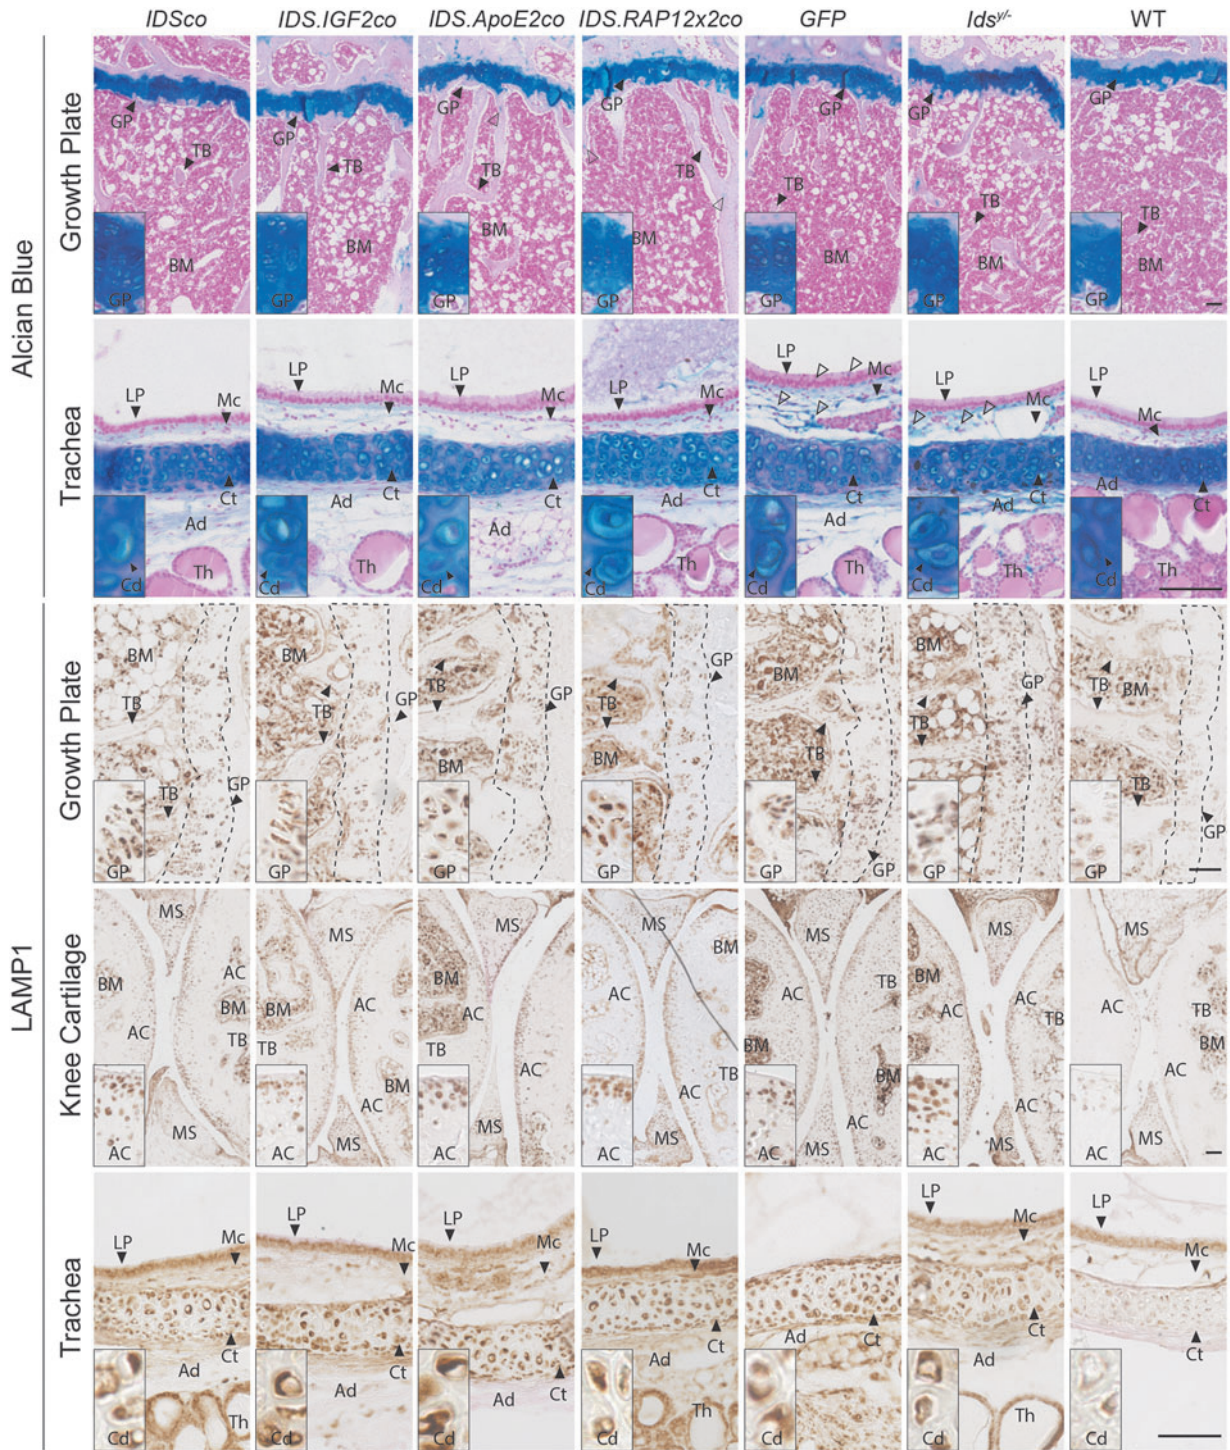 IDSco IDS.IGF2co IDS.ApoE2co IDS.RAP12x2co GFP Ids^y/- WT
Alcian Blue
Growth Plate
GP TB BM GP
GP TB BM GP
GP TB BM GP
GP TB BM GP
GP TB BM GP
GP TB BM GP
GP TB BM GP
Trachea
LP Mc Ct Ad Cd Th
LP Mc Ct Ad Cd Th
LP Mc Ct Ad Cd
LP Mc Ct Ad Cd Th
LP Mc Ct Ad Cd Th
LP Mc Ct Ad Cd Th
LP Mc Ct Ad Cd Th
LAMP1
Growth Plate
BM TB TB GP GP
BM TB GP GP
TB BM GP GP
TB BM GP GP
BM TB GP GP
BM TB GP GP
TB BM TB GP GP
Knee Cartilage
MS AC BM BM AC TB AC MS
MS BM AC TB BM AC AC MS
MS BM AC TB AC AC MS
MS BM AC TB AC AC MS
MS AC TB BM BM AC AC MS
MS BM AC TB AC AC MS
MS AC TB BM AC AC
Trachea
LP Mc Ct Ad Cd Th
LP Mc Ct Ad Cd
LP Mc Ct Ad Cd
LP Mc Ct Ad Cd Th
Ad Ct Cd
LP Mc Ct Ad Cd Th
LP Mc Ct Cd